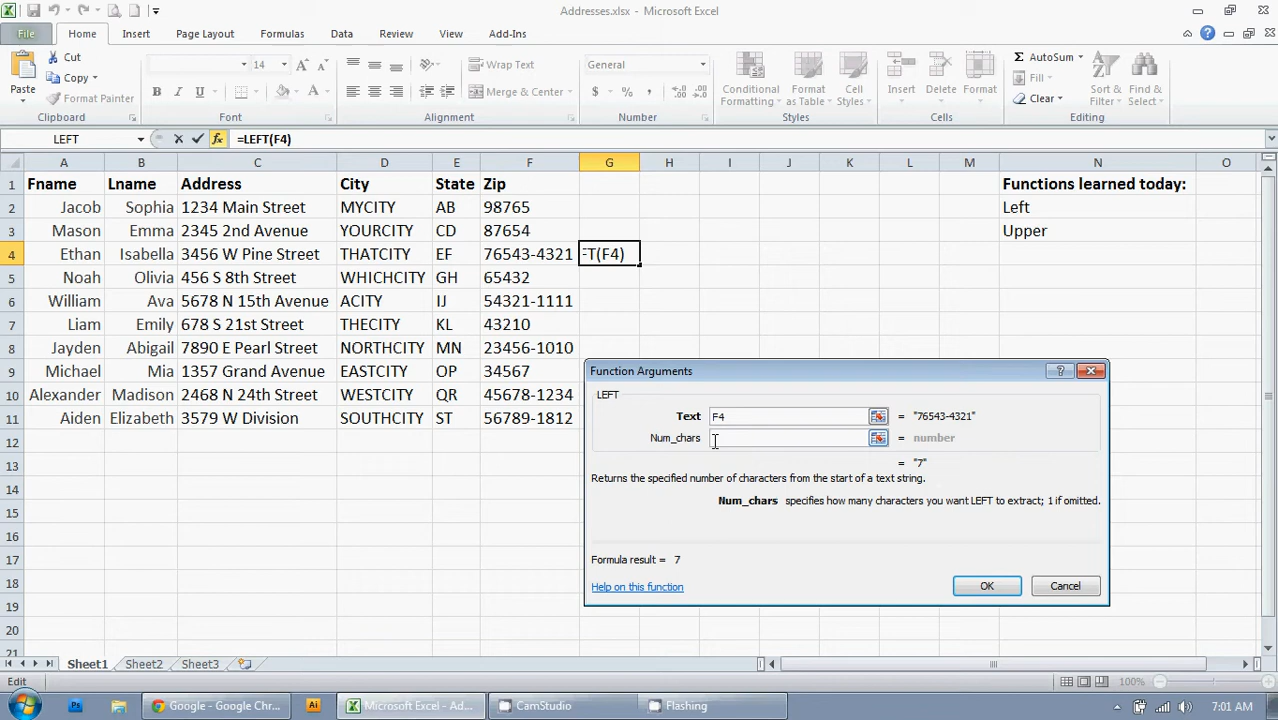 Addresses.xlsx - Microsoft Excel
File Home Insert Page Layout Formulas Data Review View Add-Ins
Cut
Copy
Format Painter
Paste
Clipboard
14
B I U
Font
Wrap Text
Merge & Center
Alignment
General
$ % ,
Number
Conditional Formatting
Format as Table
Cell Styles
Styles
Insert
Delete
Format
Cells
AutoSum
Fill
Clear
Sort & Filter
Find & Select
Editing
LEFT fx =LEFT(F4)
A B C D E F G H I J K L M N O
1 Fname Lname Address City State Zip Functions learned today:
2 Jacob Sophia 1234 Main Street MYCITY AB 98765 Left
3 Mason Emma 2345 2nd Avenue YOURCITY CD 87654 Upper
4 Ethan Isabella 3456 W Pine Street THATCITY EF 76543-4321 T(F4)
5 Noah Olivia 456 S 8th Street WHICHCITY GH 65432
6 William Ava 5678 N 15th Avenue ACITY IJ 54321-1111
7 Liam Emily 678 S 21st Street THECITY KL 43210
8 Jayden Abigail 7890 E Pearl Street NORTHCITY MN 23456-1010
9 Michael Mia 1357 Grand Avenue EASTCITY OP 34567
10 Alexander Madison 2468 N 24th Street WESTCITY QR 45678-1234
11 Aiden Elizabeth 3579 W Division SOUTHCITY ST 56789-1812
12
13
14
15
16
17
18
19
20
21
Function Arguments
LEFT
Text F4 = "76543-4321"
Num_chars = number
= "7"
Returns the specified number of characters from the start of a text string.
Num_chars specifies how many characters you want LEFT to extract; 1 if omitted.
Formula result = 7
Help on this function
OK Cancel
Sheet1 Sheet2 Sheet3
Edit 100%
Ps Google - Google Chr... Ai Microsoft Excel - Ad... CamStudio Flashing 7:01 AM